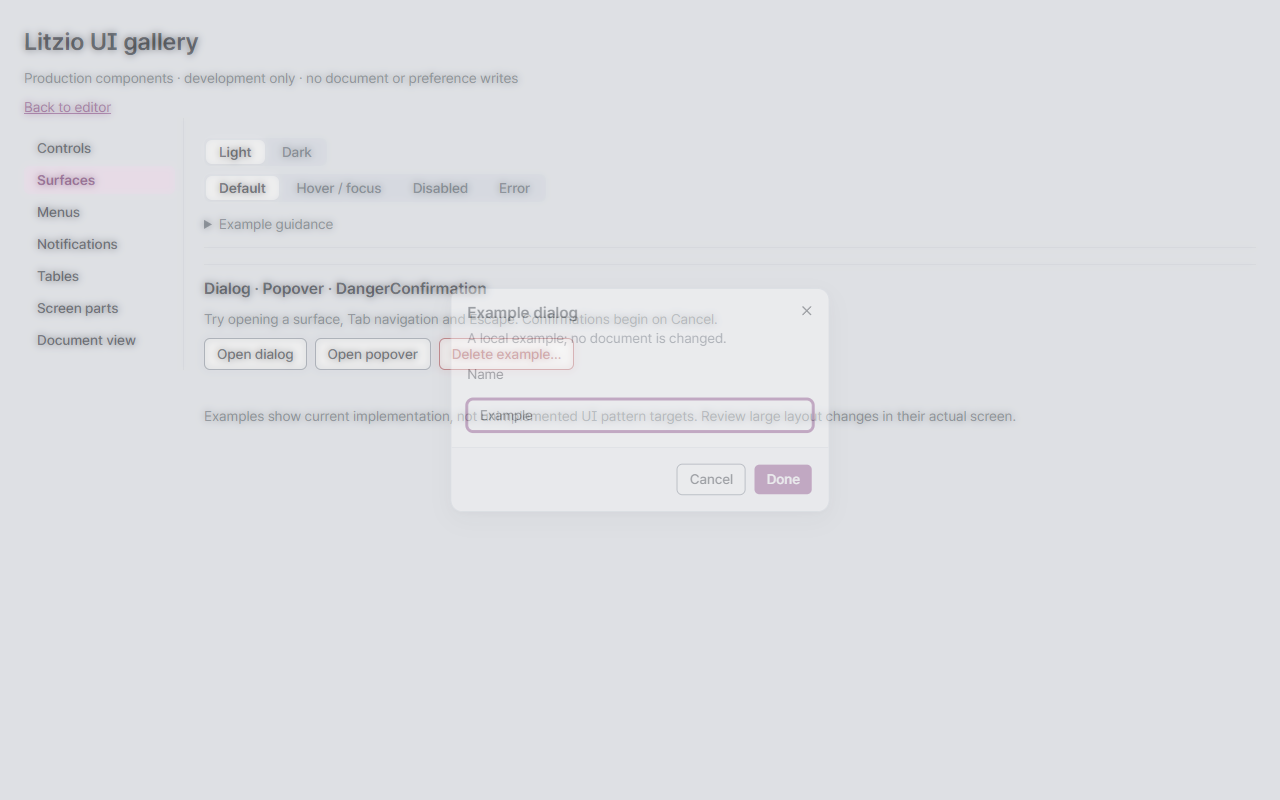 Litzio UI gallery
Production components · development only · no document or preference writes
Back to editor
Controls
Surfaces
Menus
Notifications
Tables
Screen parts
Document view
Light Dark
Default Hover / focus Disabled Error
Example guidance
Dialog · Popover · DangerConfirmation
Try opening a surface, Tab navigation and Escape. Confirmations begin on Cancel.
Open dialog Open popover Delete example...
Examples show current implementation, not UI pattern targets. Review large layout changes in their actual screen.
Example dialog
A local example; no document is changed.
Name
Example
Cancel Done